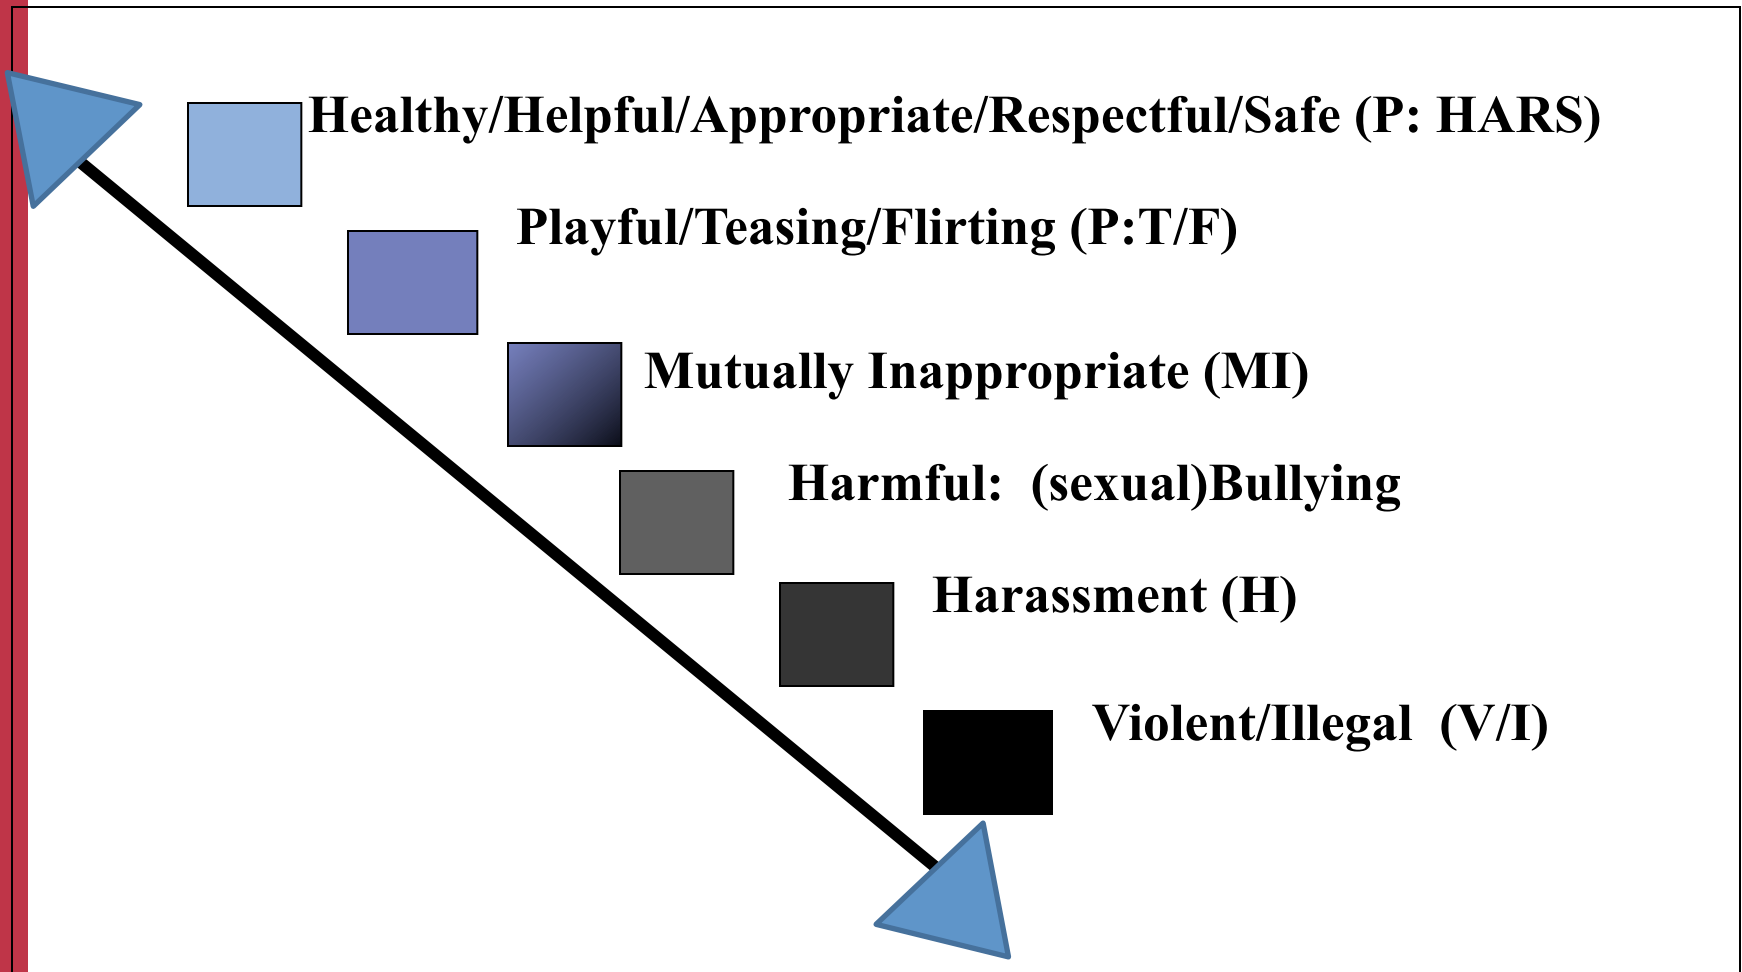 Healthy/Helpful/Appropriate/Respectful/Safe (P: HARS)
Playful/Teasing/Flirting (P:T/F)
Mutually Inappropriate (MI)
Harmful:  (sexual)Bullying
Harassment (H)
Violent/Illegal  (V/I)